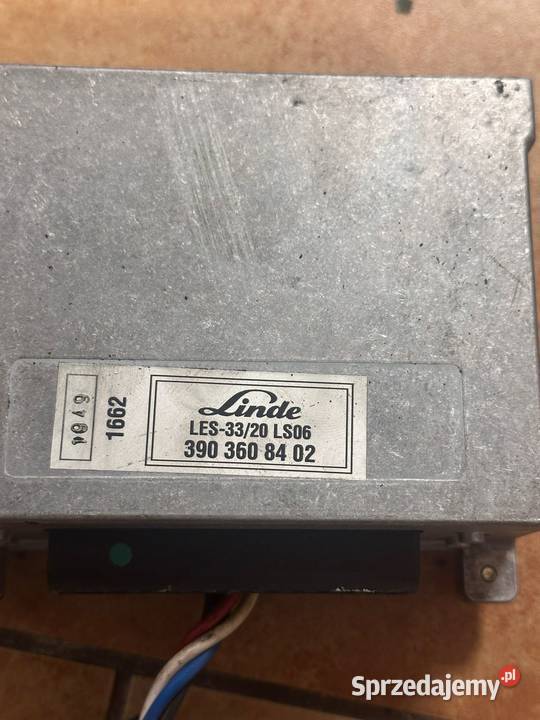 1662
Linde
LES-33/20 LS06
390 360 84 02
Sprzedajemy.pl